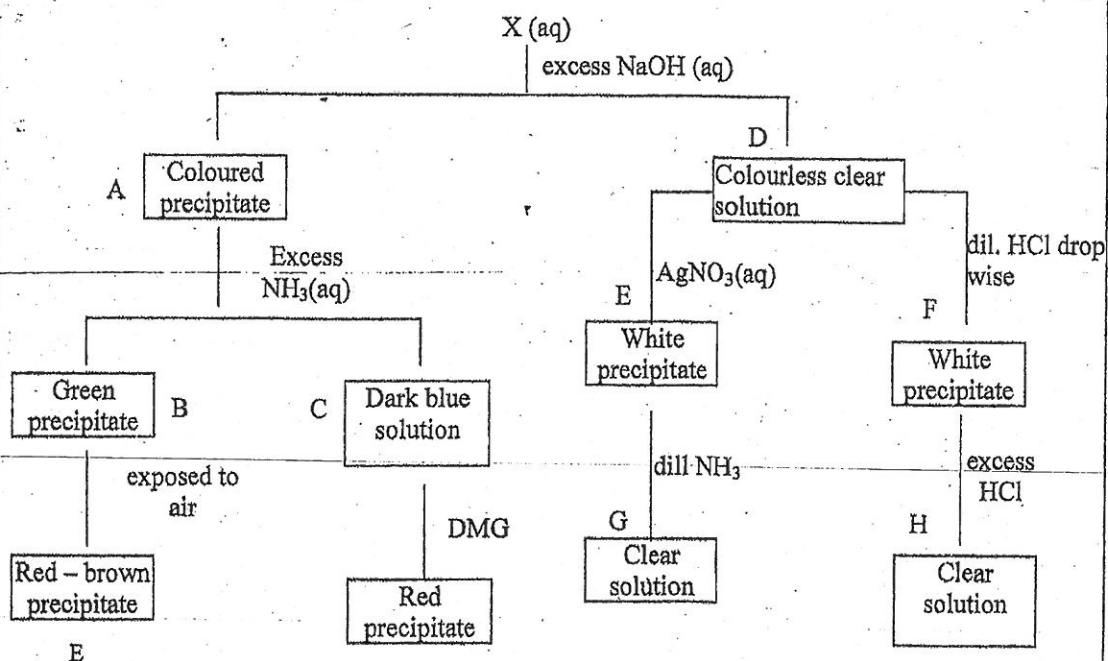 X (aq)
excess NaOH (aq)
D
A
Coloured
precipitate
Colourless clear
solution
Excess
NH₃(aq)
E
AgNO₃(aq)
dil. HCl drop
wise
F
White
precipitate
White
precipitate
Green
precipitate
B
C
Dark blue
solution
exposed to
air
DMG
dill NH₃
excess
HCl
G
H
Red – brown
precipitate
Red
precipitate
Clear
solution
Clear
solution
E